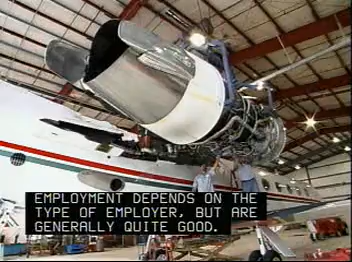 EMPLOYMENT DEPENDS ON THE
TYPE OF EMPLOYER, BUT ARE
GENERALLY QUITE GOOD.